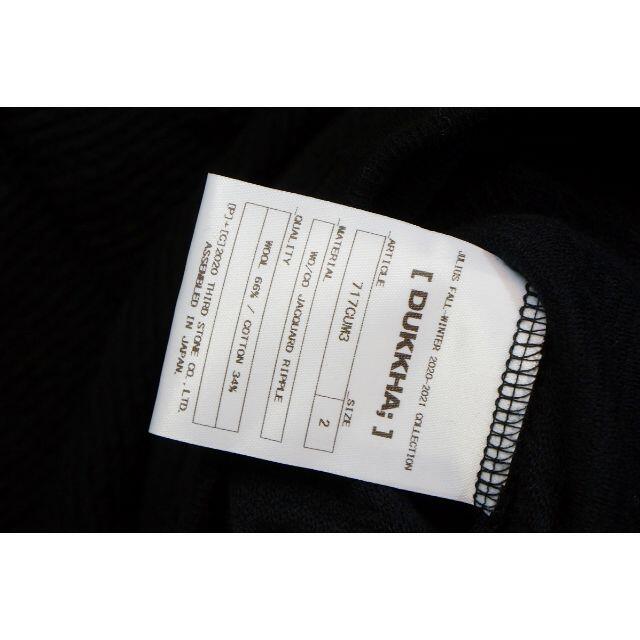 JULIUS FALL-WINTER 2020-2021 COLLECTION
[ DUKKHA; ]
ARTICLE SIZE
717CUM3 2
MATERIAL
WO/CO JACQUARD RIPPLE
QUALITY
WOOL 66% / COTTON 34%
[P]+[C]2020 THIRD STONE CO.,LTD.
ASSEMBLED IN JAPAN.